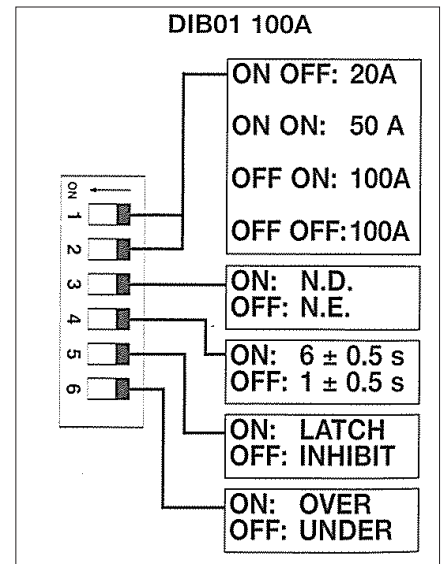 DIB01 100A
ON OFF: 20A
ON ON: 50 A
OFF ON: 100A
OFF OFF:100A
ON
1
2
3
4
5
6
ON: N.D.
OFF: N.E.
ON: 6 ± 0.5 s
OFF: 1 ± 0.5 s
ON: LATCH
OFF: INHIBIT
ON: OVER
OFF: UNDER